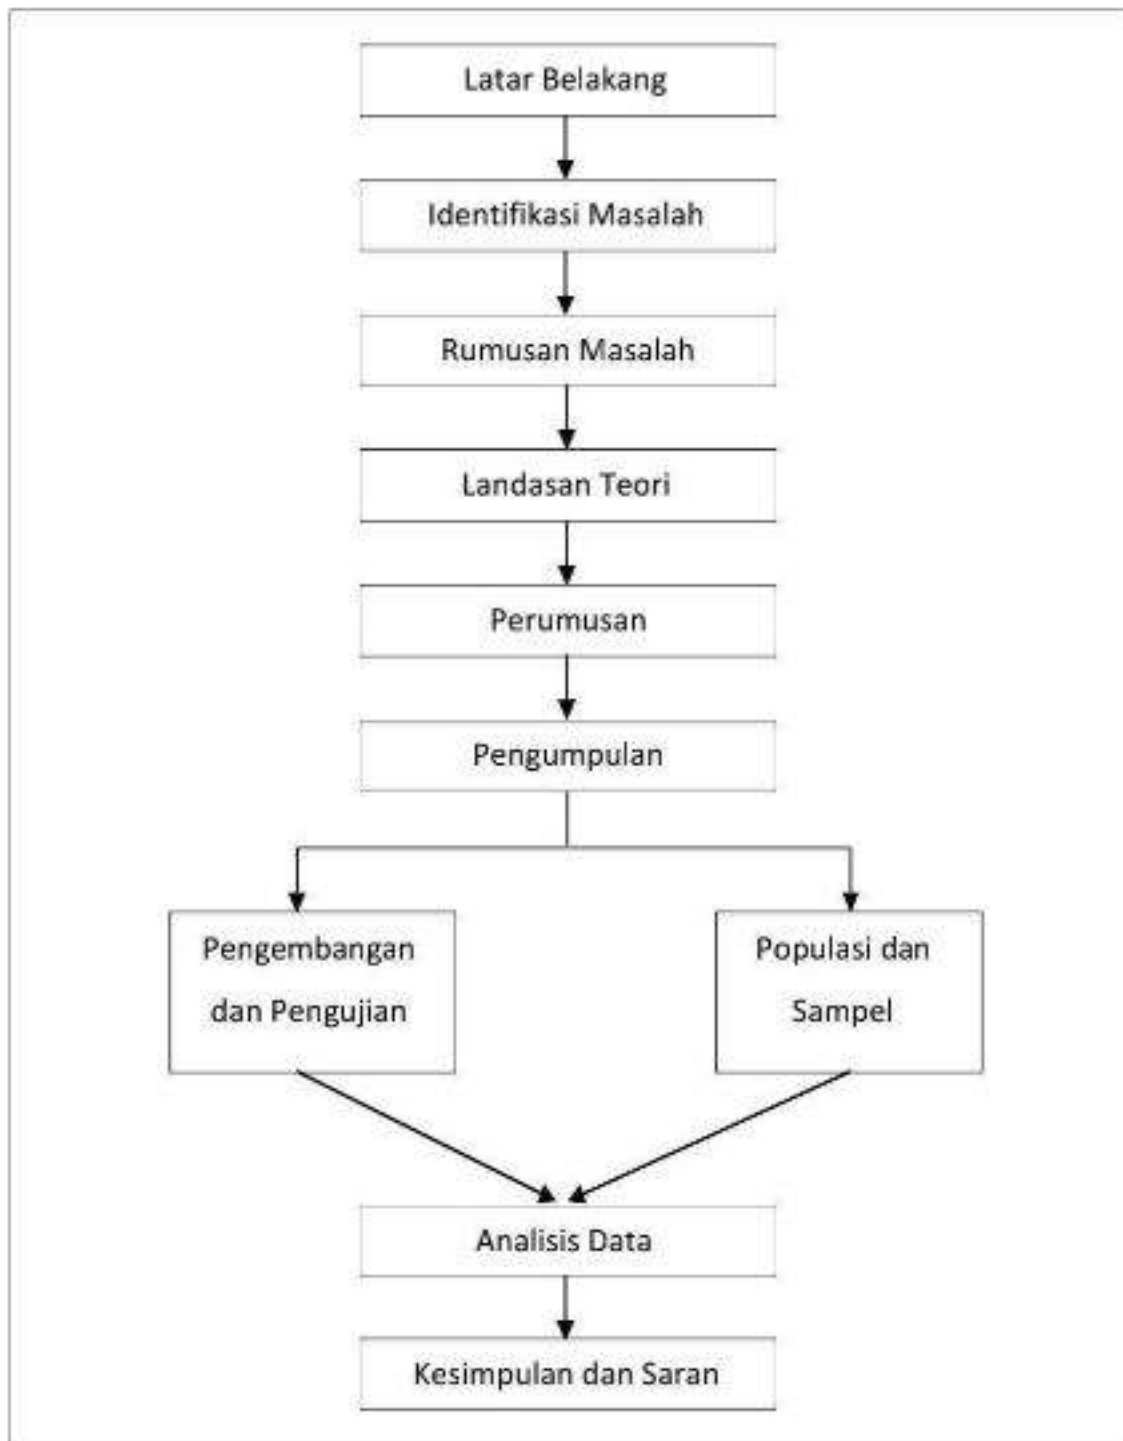 Latar Belakang
Identifikasi Masalah
Rumusan Masalah
Landasan Teori
Perumusan
Pengumpulan
Pengembangan
dan Pengujian
Populasi dan
Sampel
Analisis Data
Kesimpulan dan Saran